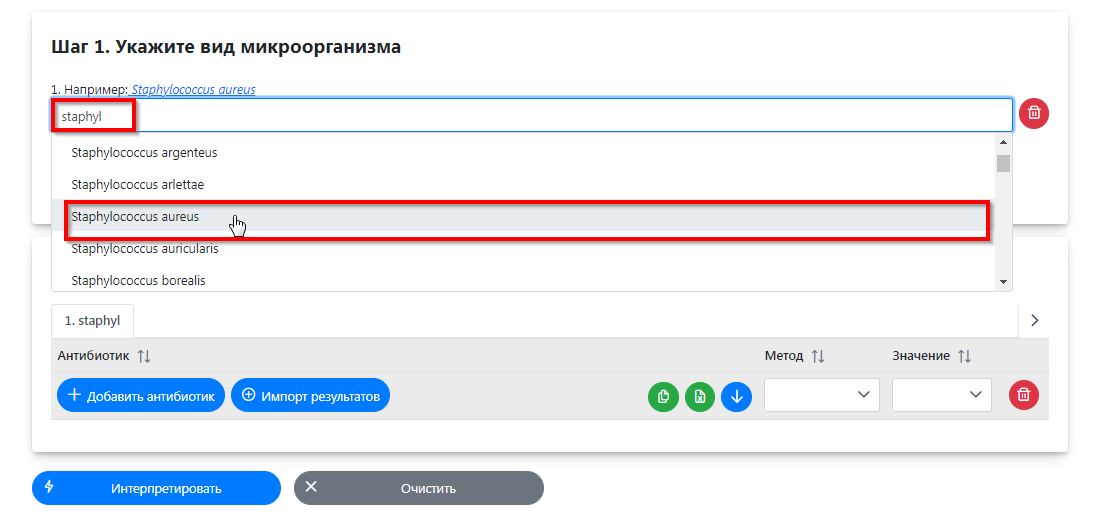 Шаг 1. Укажите вид микроорганизма
1. Например: Staphylococcus aureus
staphyl
Staphylococcus argenteus
Staphylococcus arlettae
Staphylococcus aureus
Staphylococcus auricularis
Staphylococcus borealis
1. staphyl
Антибиотик Метод Значение
Добавить антибиотик Импорт результатов
Интерпретировать Очистить